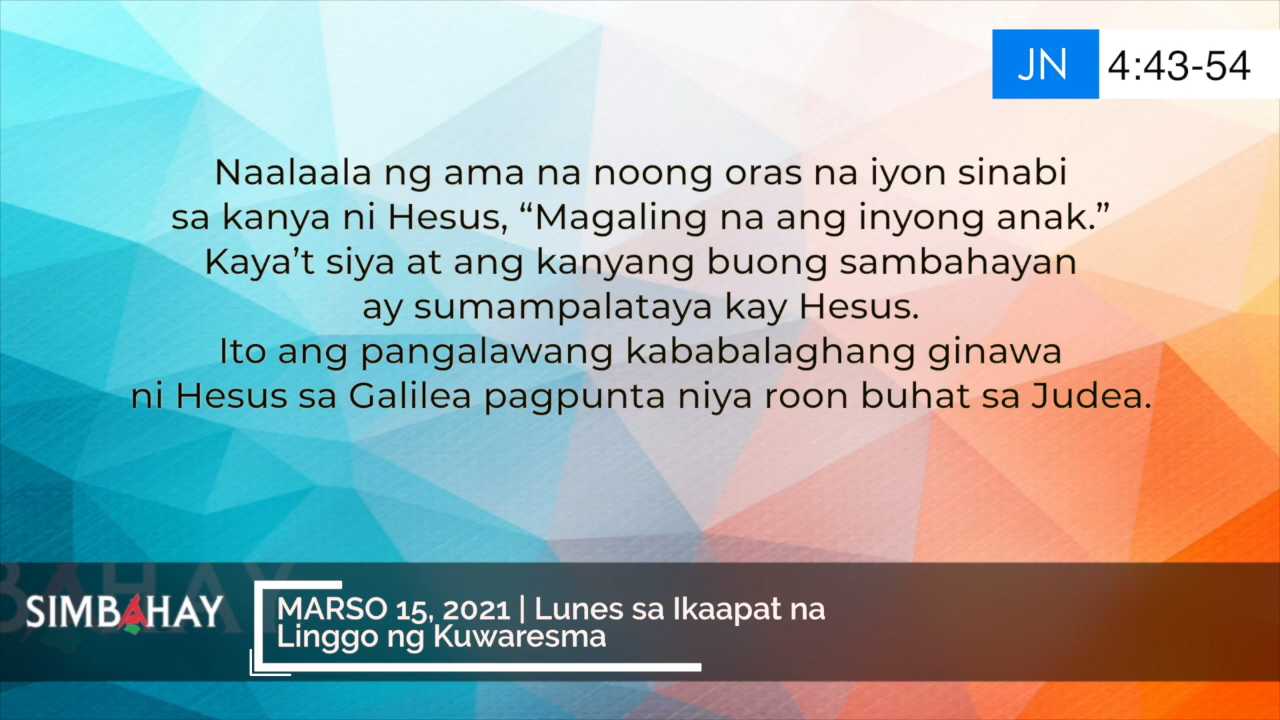 JN 4:43-54
Naalaala ng ama na noong oras na iyon sinabi
sa kanya ni Hesus, “Magaling na ang inyong anak.”
Kaya’t siya at ang kanyang buong sambahayan
ay sumampalataya kay Hesus.
Ito ang pangalawang kababalaghang ginawa
ni Hesus sa Galilea pagpunta niya roon buhat sa Judea.
SIMBAHAY
MARSO 15, 2021 | Lunes sa Ikaapat na
Linggo ng Kuwaresma